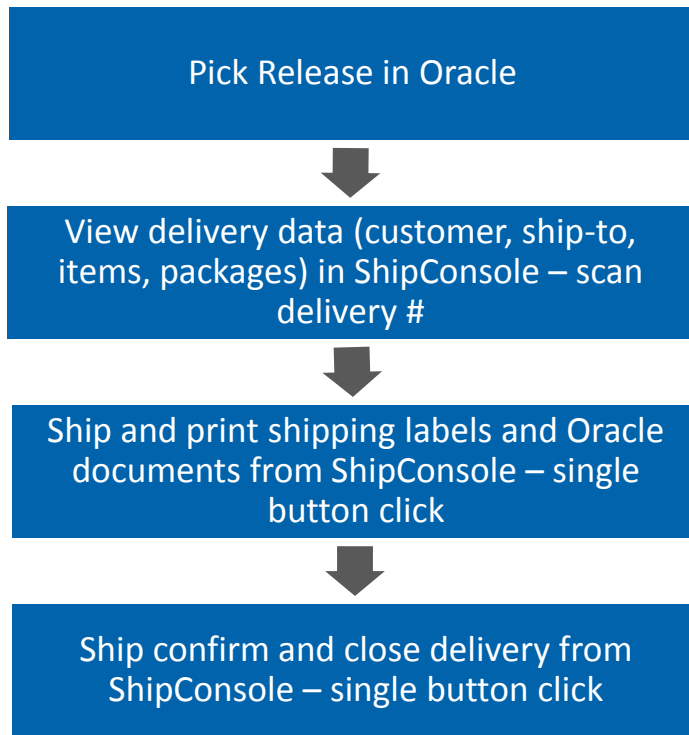 Pick Release in Oracle
View delivery data (customer, ship-to,
items, packages) in ShipConsole – scan
delivery #
Ship and print shipping labels and Oracle
documents from ShipConsole – single
button click
Ship confirm and close delivery from
ShipConsole – single button click